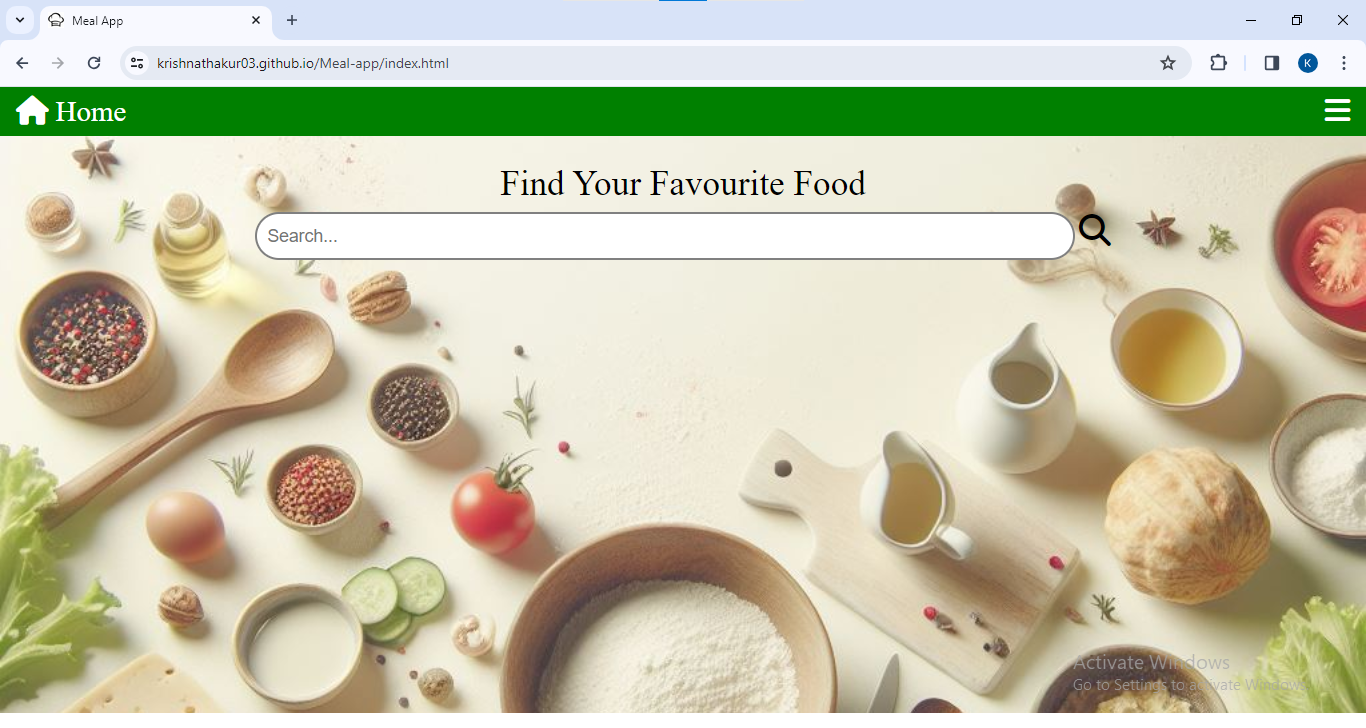 Meal App
krishnathakur03.github.io/Meal-app/index.html
K
Home
Find Your Favourite Food
Search...
Activate Windows
Go to Settings to activate Windows.